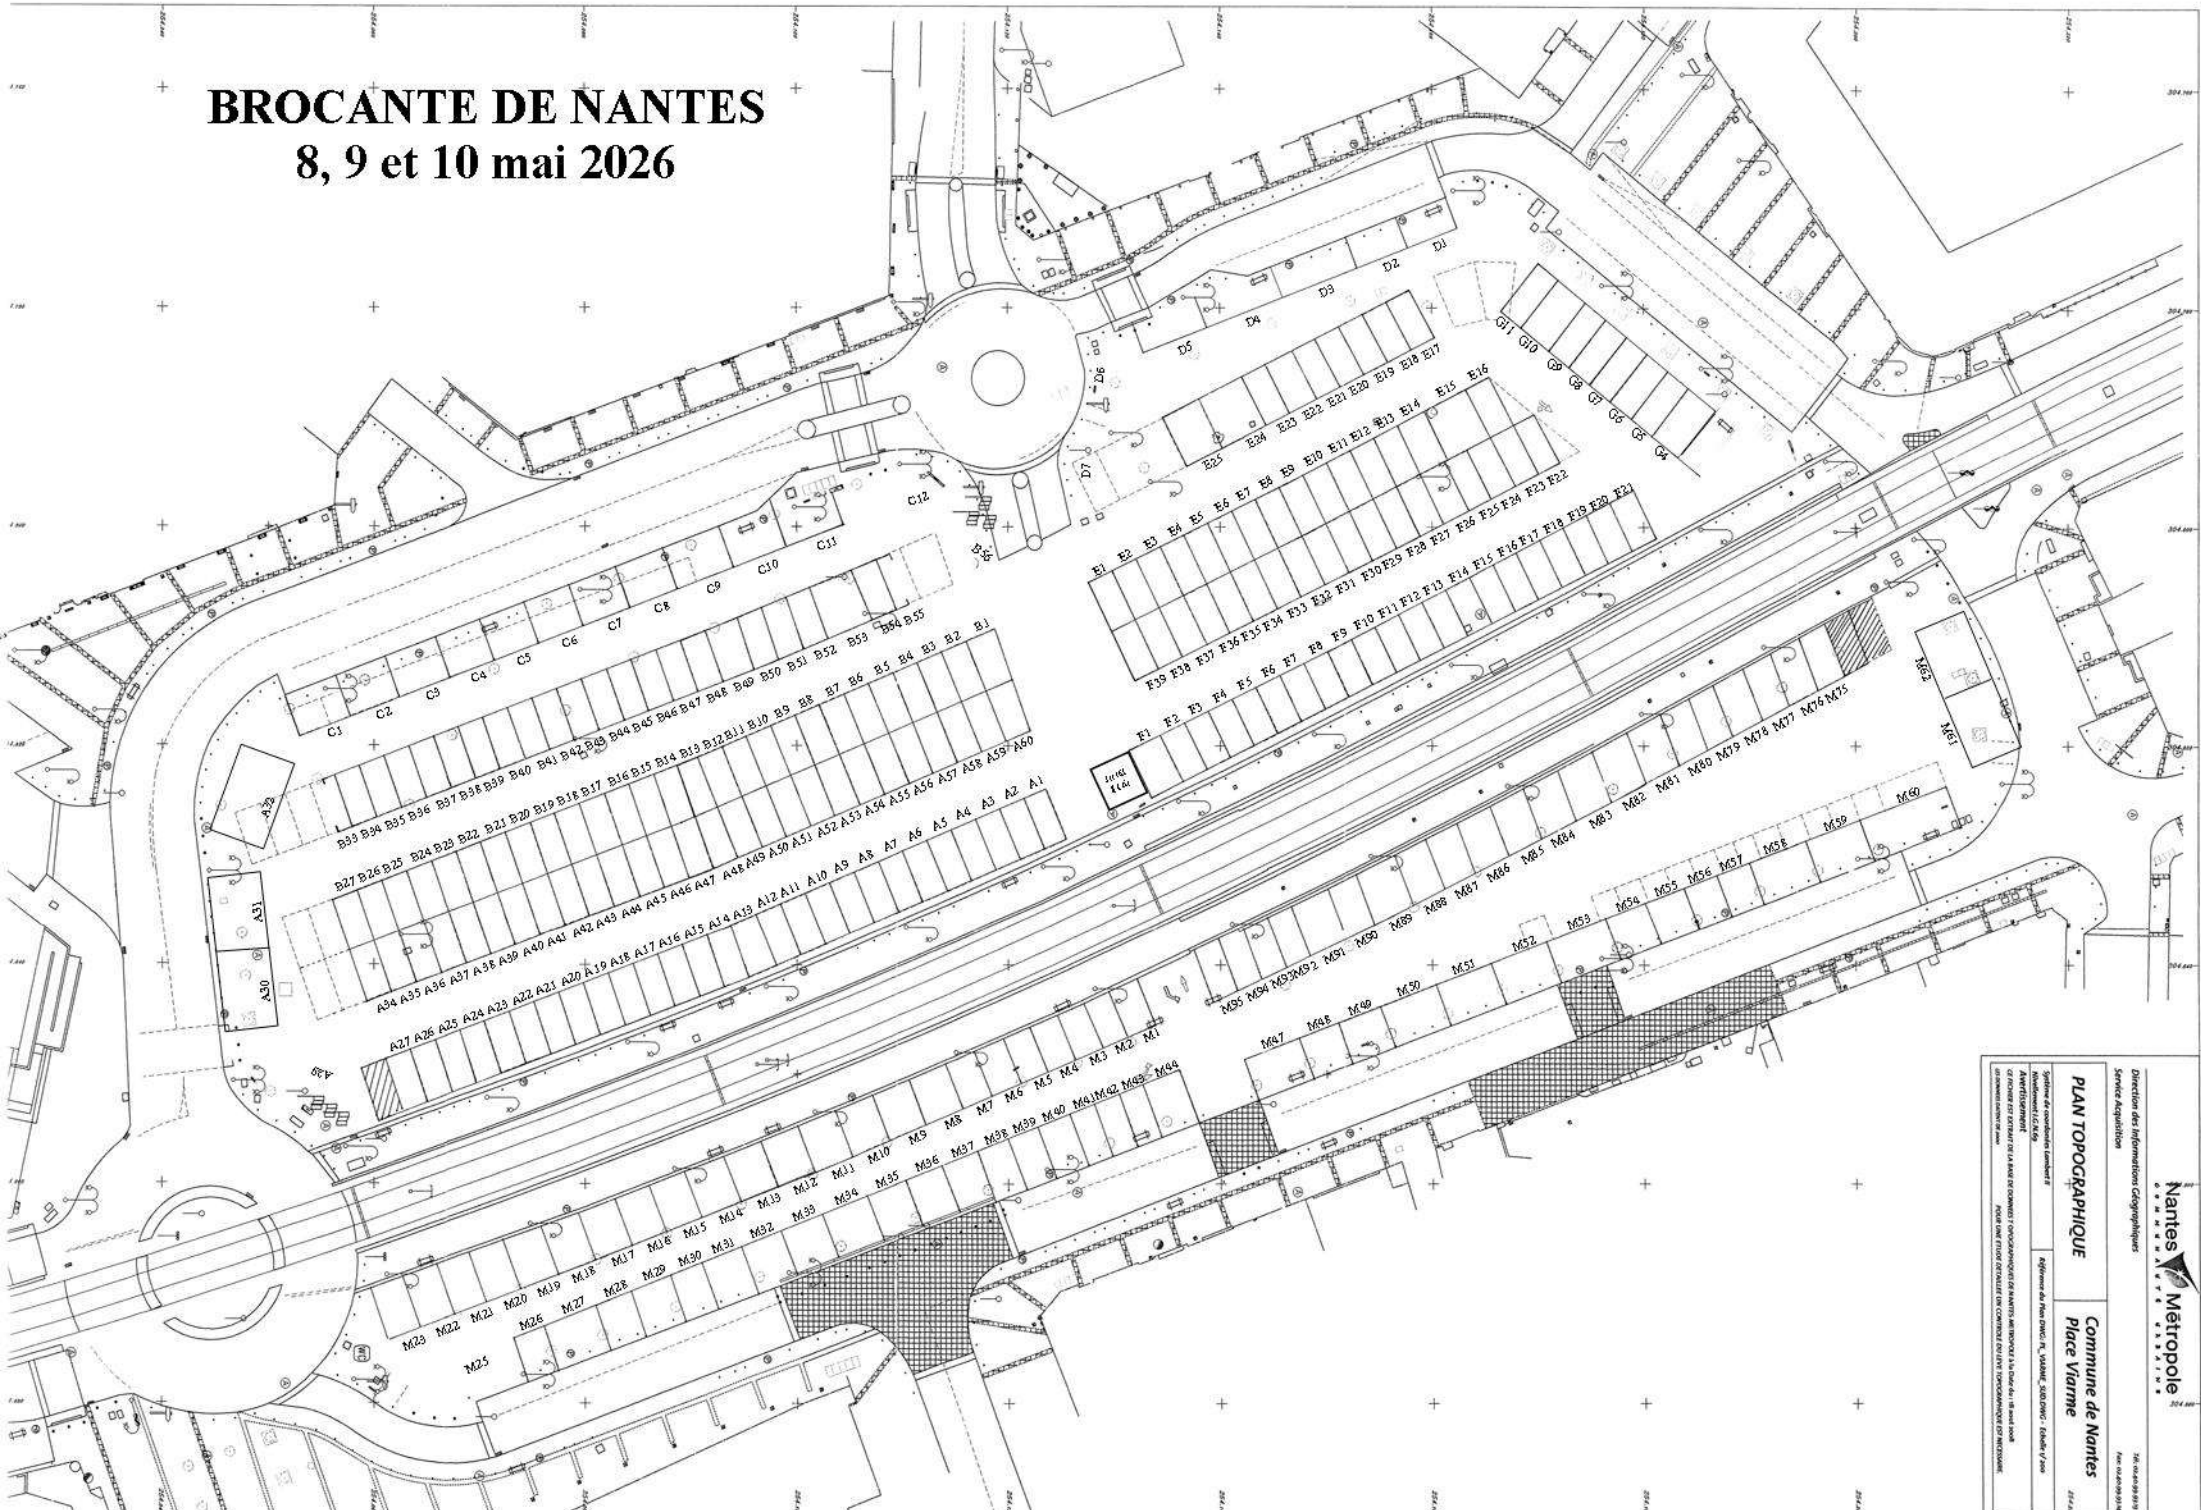 BROCANTE DE NANTES
8, 9 et 10 mai 2026
D1
D2
D3
D4
D5
D6
D7
G11
G10
G9
G8
G7
G6
G5
G4
E25 E24 E23 E22 E21 E20 E19 E18 E17
E1 E2 E3 E4 E5 E6 E7 E8 E9 E10 E11 E12 E13 E14 E15 E16
F39 F38 F37 F36 F35 F34 F33 F32 F31 F30 F29 F28 F27 F26 F25 F24 F23 F22
F1 F2 F3 F4 F5 F6 F7 F8 F9 F10 F11 F12 F13 F14 F15 F16 F17 F18 F19 F20 F21
C1 C2 C3 C4 C5 C6 C7 C8 C9 C10 C11 C12
B33 B34 B35 B36 B37 B38 B39 B40 B41 B42 B43 B44 B45 B46 B47 B48 B49 B50 B51 B52 B53 B54 B55
B56
B27 B26 B25 B24 B23 B22 B21 B20 B19 B18 B17 B16 B15 B14 B13 B12 B11 B10 B9 B8 B7 B6 B5 B4 B3 B2 B1
A34 A35 A36 A37 A38 A39 A40 A41 A42 A43 A44 A45 A46 A47 A48 A49 A50 A51 A52 A53 A54 A55 A56 A57 A58 A59 A60
A27 A26 A25 A24 A23 A22 A21 A20 A19 A18 A17 A16 A15 A14 A13 A12 A11 A10 A9 A8 A7 A6 A5 A4 A3 A2 A1
A31
A30
M23 M22 M21 M20 M19 M18 M17 M16 M15 M14 M13 M12 M11 M10 M9 M8 M7 M6 M5 M4 M3 M2 M1
M25 M26 M27 M28 M29 M30 M31 M32 M33 M34 M35 M36 M37 M38 M39 M40 M41 M42 M43 M44
M95 M94 M93 M92 M91 M90 M89 M88 M87 M86 M85 M84 M83 M82 M81 M80 M79 M78 M77 M76 M75
M47 M48 M49 M50 M51 M52 M53 M54 M55 M56 M57 M58 M59 M60
M62
M61
WC
Nantes Métropole
COMMUNAUTÉ URBAINE
Direction des Informations Géographiques
Service Acquisition
PLAN TOPOGRAPHIQUE
Commune de Nantes
Place Viarme
Avertissement